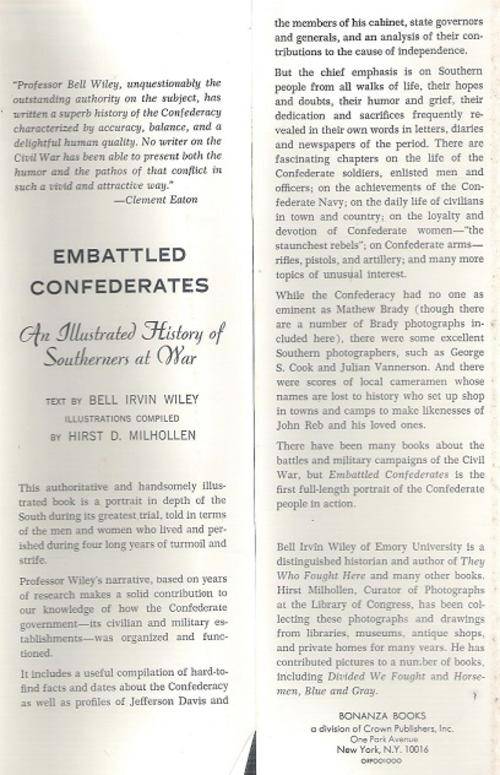 "Professor Bell Wiley, unquestionably the
outstanding authority on the subject, has
written a superb history of the Confederacy
characterized by accuracy, balance, and a
delightful human quality. No writer on the
Civil War has been able to present both the
humor and the pathos of that conflict in
such a vivid and attractive way."
—Clement Eaton
EMBATTLED
CONFEDERATES
An Illustrated History of
Southerners at War
TEXT BY BELL IRVIN WILEY
ILLUSTRATIONS COMPILED
BY HIRST D. MILHOLLEN
This authoritative and handsomely illus-
trated book is a portrait in depth of the
South during its greatest trial, told in terms
of the men and women who lived and per-
ished during four long years of turmoil and
strife.
Professor Wiley's narrative, based on years
of research makes a solid contribution to
our knowledge of how the Confederate
government—its civilian and military es-
tablishments—was organized and func-
tioned.
It includes a useful compilation of hard-to-
find facts and dates about the Confederacy
as well as profiles of Jefferson Davis and
the members of his cabinet, state governors
and generals, and an analysis of their con-
tributions to the cause of independence.
But the chief emphasis is on Southern
people from all walks of life, their hopes
and doubts, their humor and grief, their
dedication and sacrifices frequently re-
vealed in their own words in letters, diaries
and newspapers of the period. There are
fascinating chapters on the life of the
Confederate soldiers, enlisted men and
officers; on the achievements of the Con-
federate Navy; on the daily life of civilians
in town and country; on the loyalty and
devotion of Confederate women—"the
staunchest rebels"; on Confederate arms—
rifles, pistols, and artillery; and many more
topics of unusual interest.
While the Confederacy had no one as
eminent as Mathew Brady (though there
are a number of Brady photographs in-
cluded here), there were some excellent
Southern photographers, such as George
S. Cook and Julian Vannerson. And there
were scores of local cameramen whose
names are lost to history who set up shop
in towns and camps to make likenesses of
John Reb and his loved ones.
There have been many books about the
battles and military campaigns of the Civil
War, but Embattled Confederates is the
first full-length portrait of the Confederate
people in action.
Bell Irvin Wiley of Emory University is a
distinguished historian and author of They
Who Fought Here and many other books.
Hirst Milhollen, Curator of Photographs
at the Library of Congress, has been col-
lecting these photographs and drawings
from libraries, museums, antique shops,
and private homes for many years. He has
contributed pictures to a number of books,
including Divided We Fought and Horse-
men, Blue and Gray.
BONANZA BOOKS
a division of Crown Publishers, Inc.
One Park Avenue
New York, N.Y. 10016